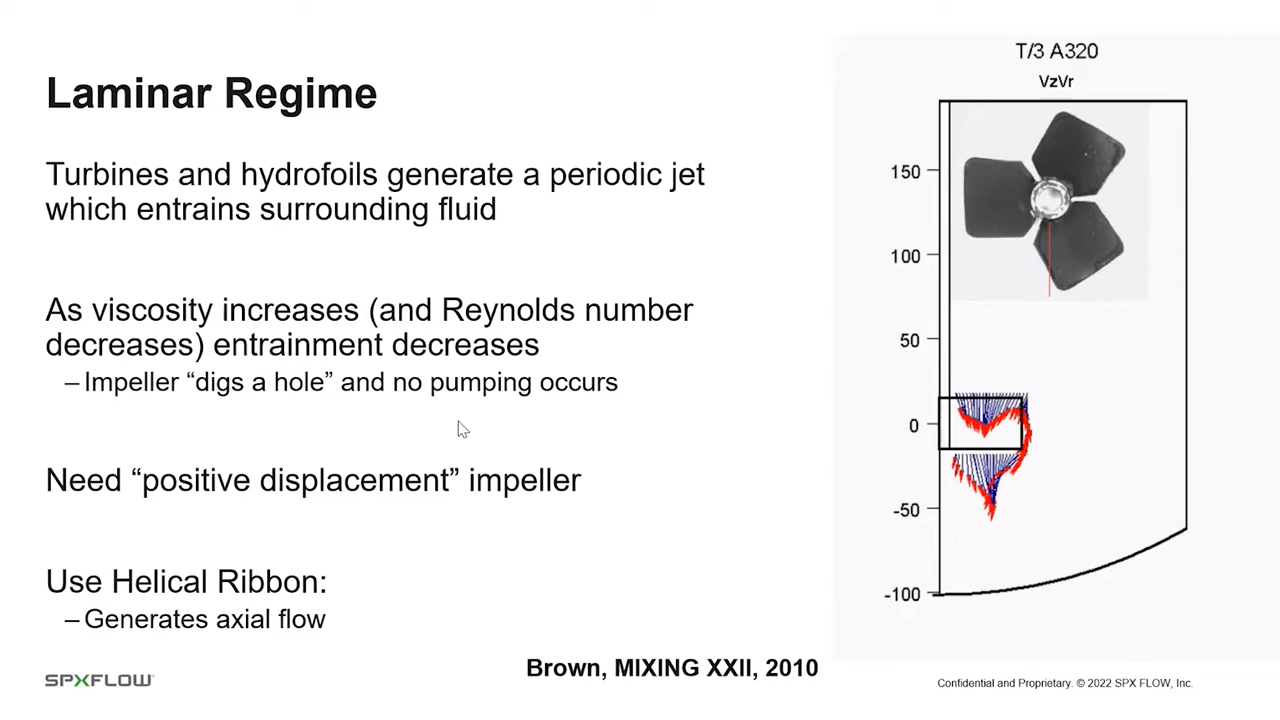 Laminar Regime
Turbines and hydrofoils generate a periodic jet
which entrains surrounding fluid
As viscosity increases (and Reynolds number
decreases) entrainment decreases
– Impeller “digs a hole” and no pumping occurs
Need “positive displacement” impeller
Use Helical Ribbon:
– Generates axial flow
Brown, MIXING XXII, 2010
SPXFLOW
T/3 A320
VzVr
150
100
50
0
-50
-100
Confidential and Proprietary. © 2022 SPX FLOW, Inc.